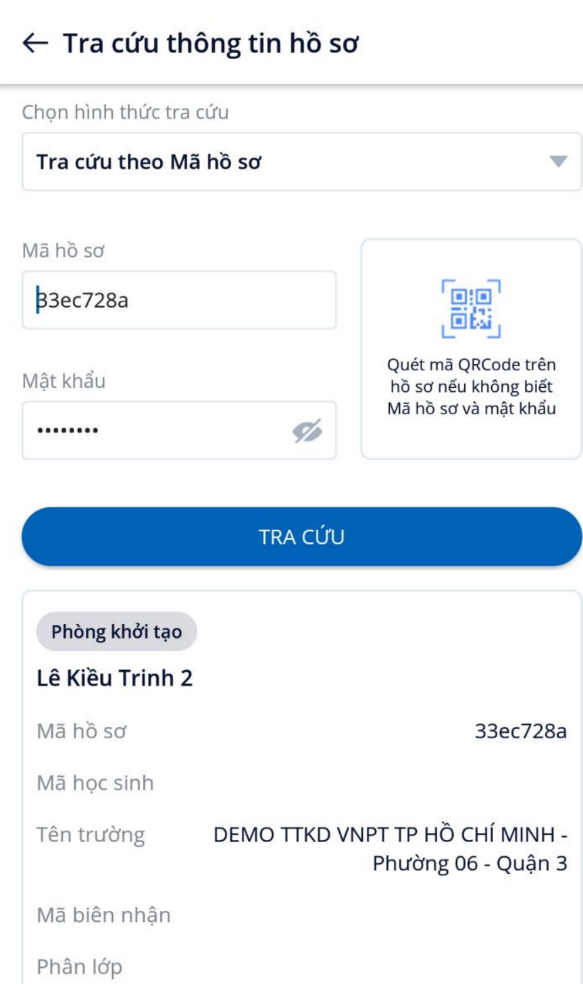 Tra cứu thông tin hồ sơ
Chọn hình thức tra cứu
Tra cứu theo Mã hồ sơ
Mã hồ sơ
33ec728a
Quét mã QRCode trên
hồ sơ nếu không biết
Mã hồ sơ và mật khẩu
Mật khẩu
••••••••
TRA CỨU
Phòng khởi tạo
Lê Kiều Trinh 2
Mã hồ sơ 33ec728a
Mã học sinh
Tên trường DEMO TTKD VNPT TP HỒ CHÍ MINH -
Phường 06 - Quận 3
Mã biên nhận
Phân lớp